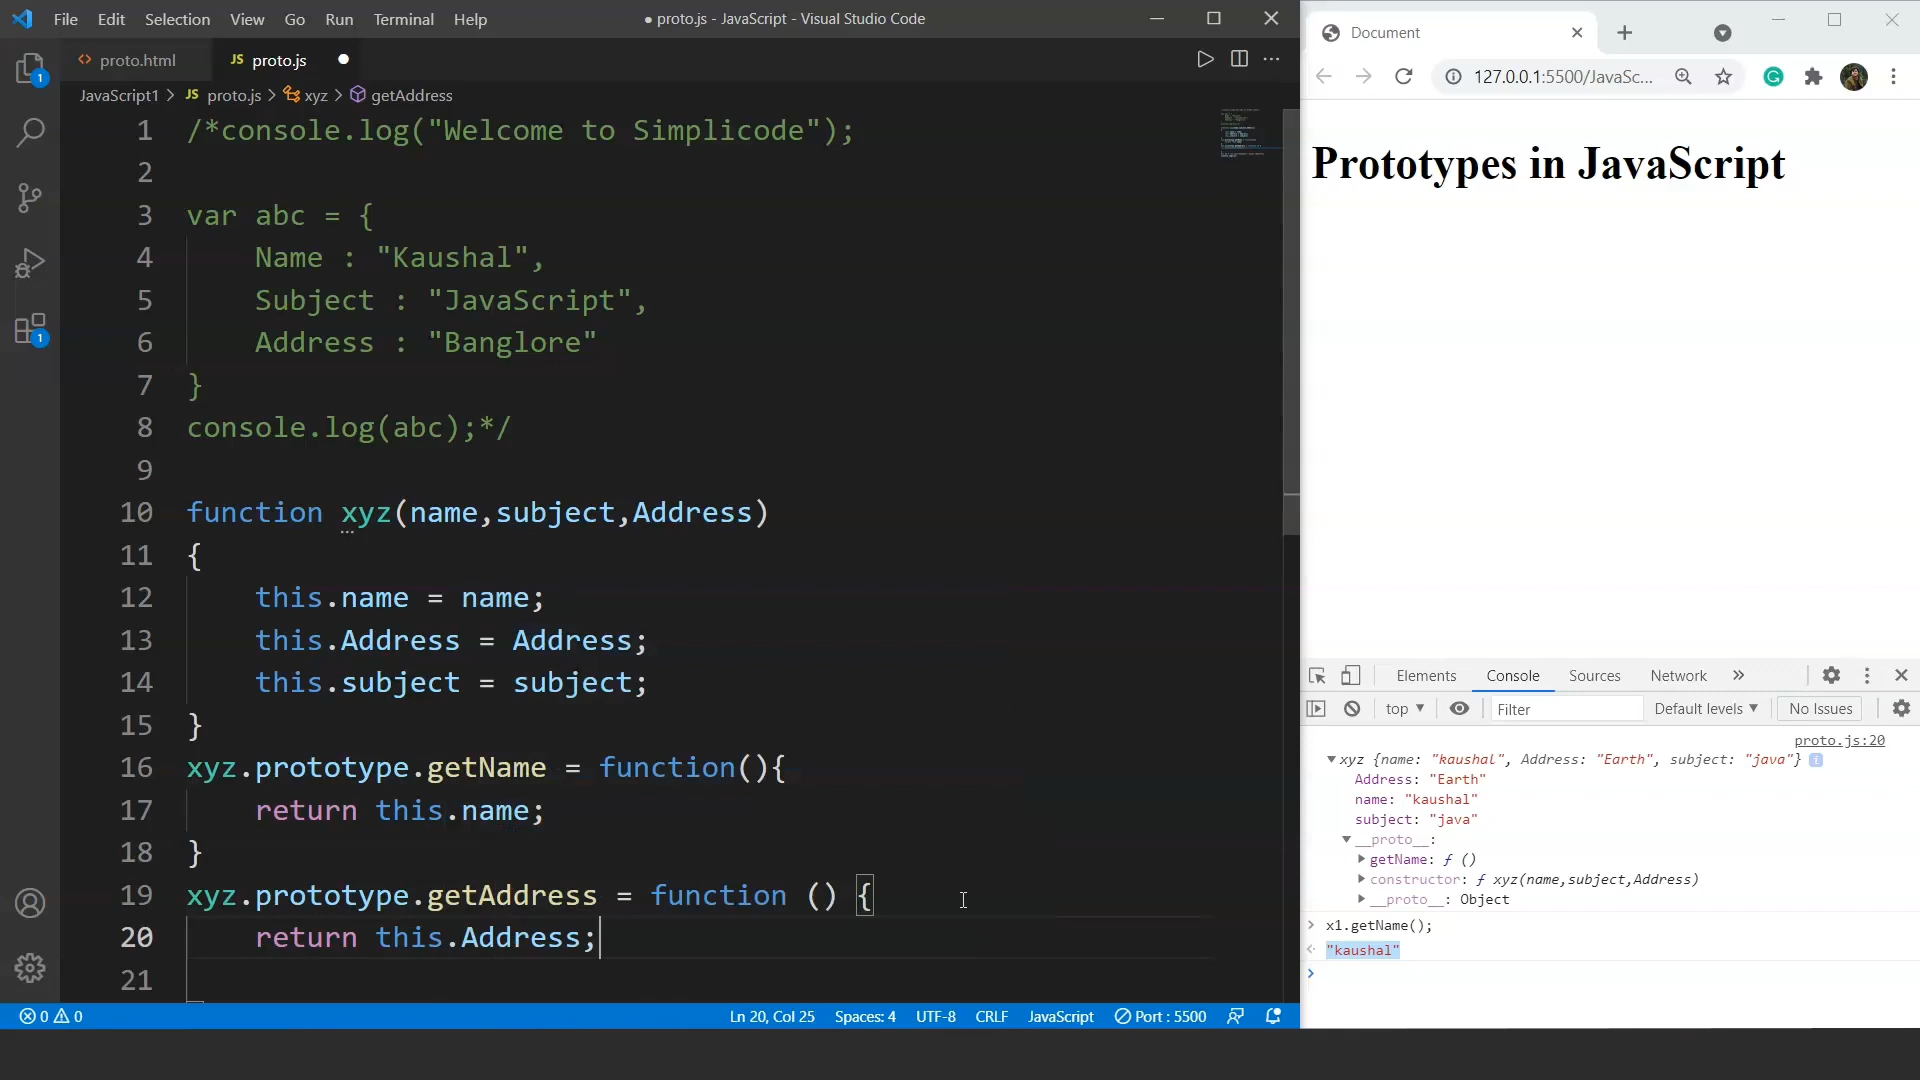 File Edit Selection View Go Run Terminal Help ● proto.js - JavaScript - Visual Studio Code
proto.html JS proto.js
JavaScript1 > JS proto.js > xyz > getAddress
1 /*console.log("Welcome to Simplicode");
2
3 var abc = {
4 Name : "Kaushal",
5 Subject : "JavaScript",
6 Address : "Banglore"
7 }
8 console.log(abc);*/
9
10 function xyz(name,subject,Address)
11 {
12 this.name = name;
13 this.Address = Address;
14 this.subject = subject;
15 }
16 xyz.prototype.getName = function(){
17 return this.name;
18 }
19 xyz.prototype.getAddress = function () {
20 return this.Address;
21
1
1
0 0 Ln 20, Col 25 Spaces: 4 UTF-8 CRLF JavaScript Port : 5500
Document
127.0.0.1:5500/JavaSc...
Prototypes in JavaScript
Elements Console Sources Network »
top Filter Default levels No Issues
proto.js:20
xyz {name: "kaushal", Address: "Earth", subject: "java"} i
Address: "Earth"
name: "kaushal"
subject: "java"
__proto__:
getName: ƒ ()
constructor: ƒ xyz(name,subject,Address)
__proto__: Object
> x1.getName();
"kaushal"
>